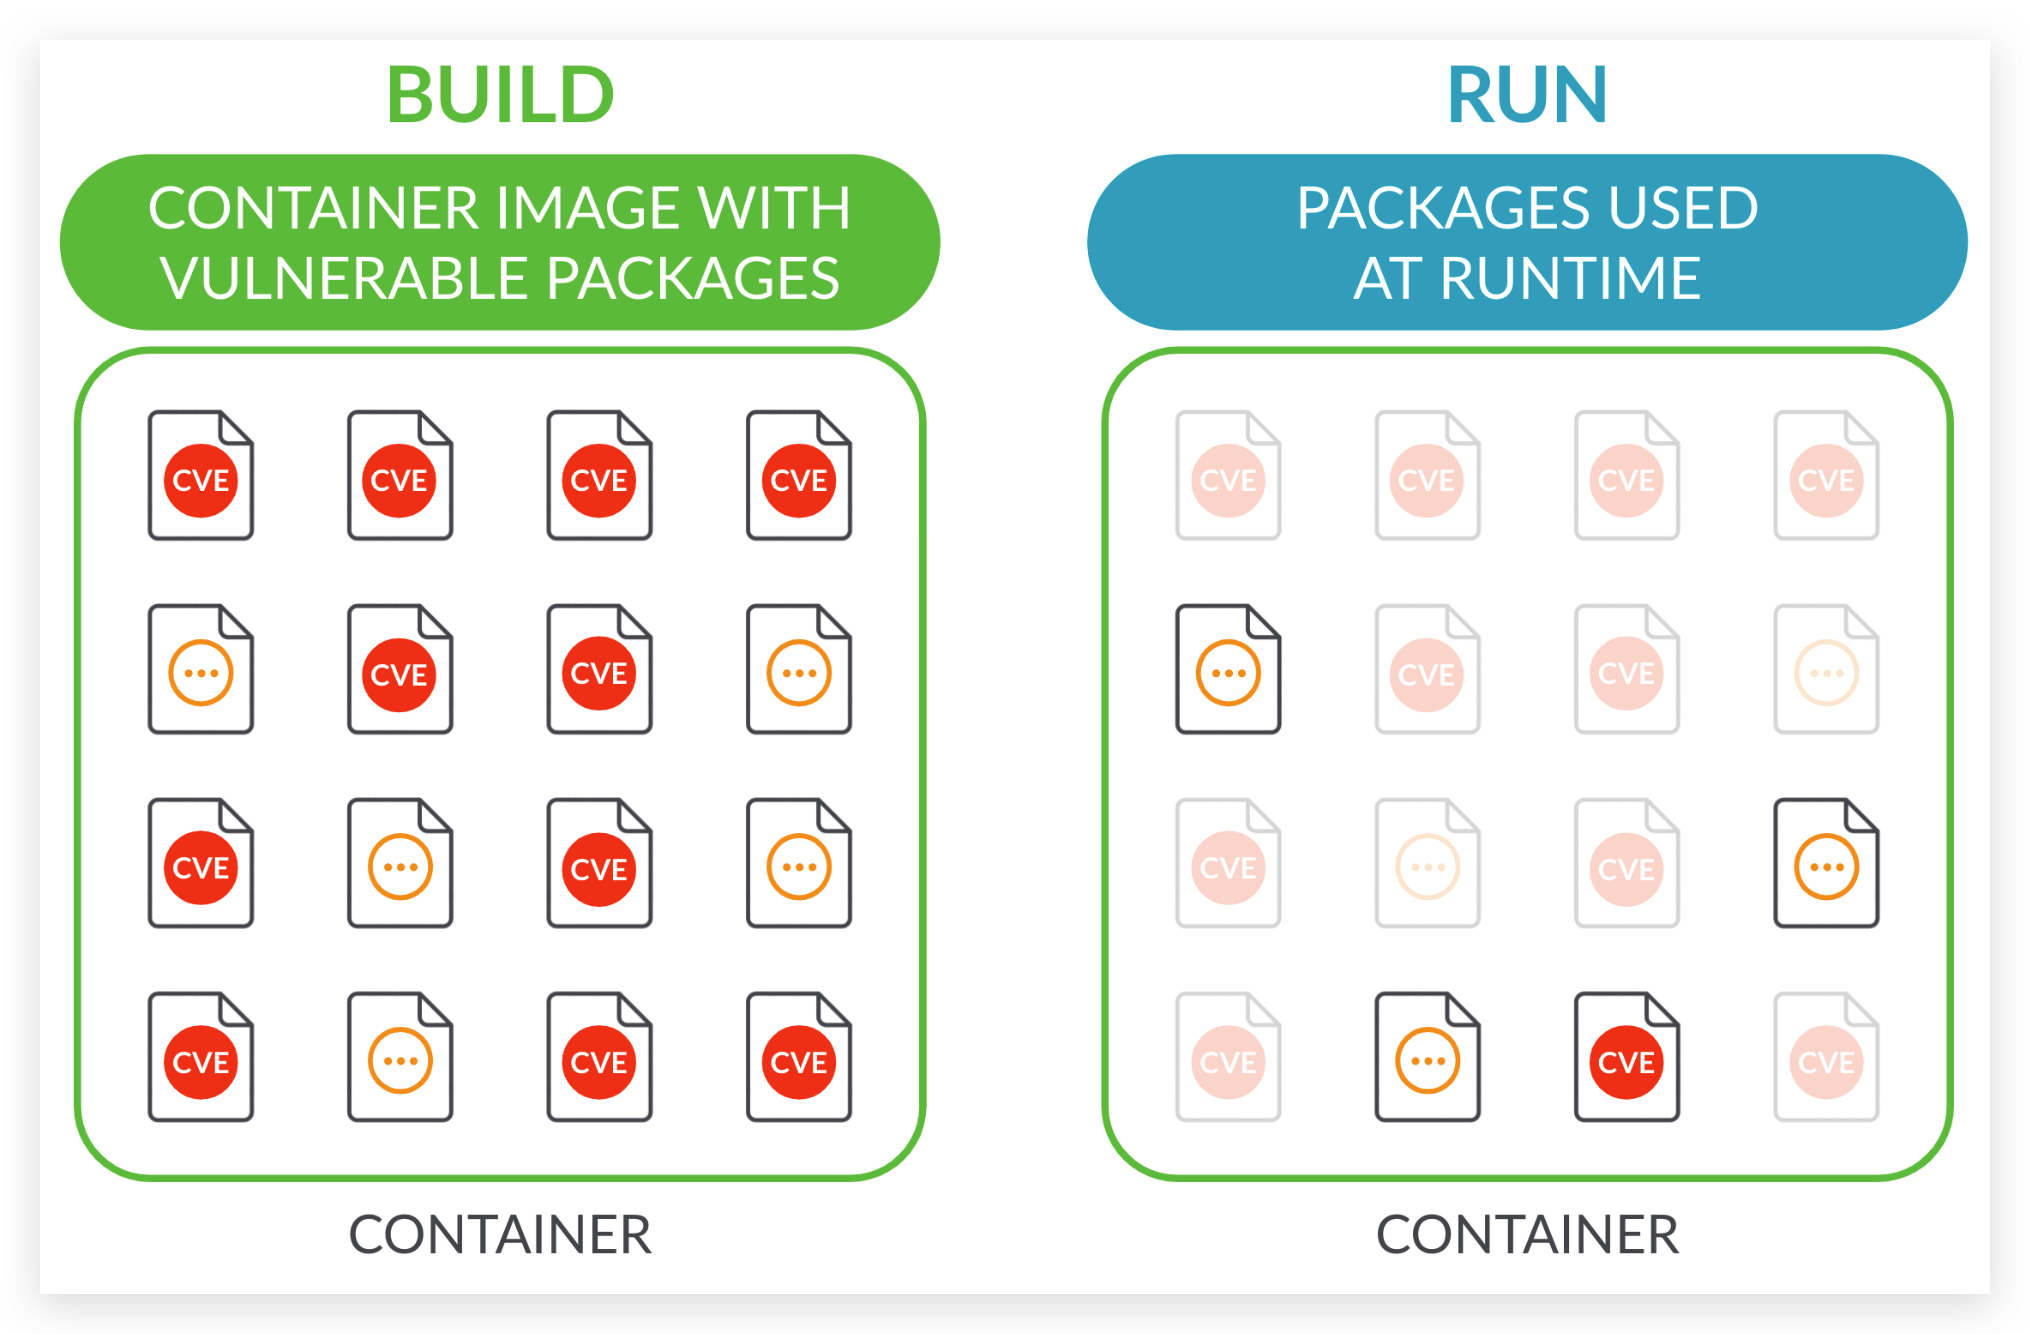 BUILD
CONTAINER IMAGE WITH
VULNERABLE PACKAGES
CVE CVE CVE CVE
CVE CVE
CVE CVE
CVE CVE CVE
CONTAINER
RUN
PACKAGES USED
AT RUNTIME
CVE CVE CVE CVE
CVE CVE
CVE CVE
CVE CVE CVE
CONTAINER